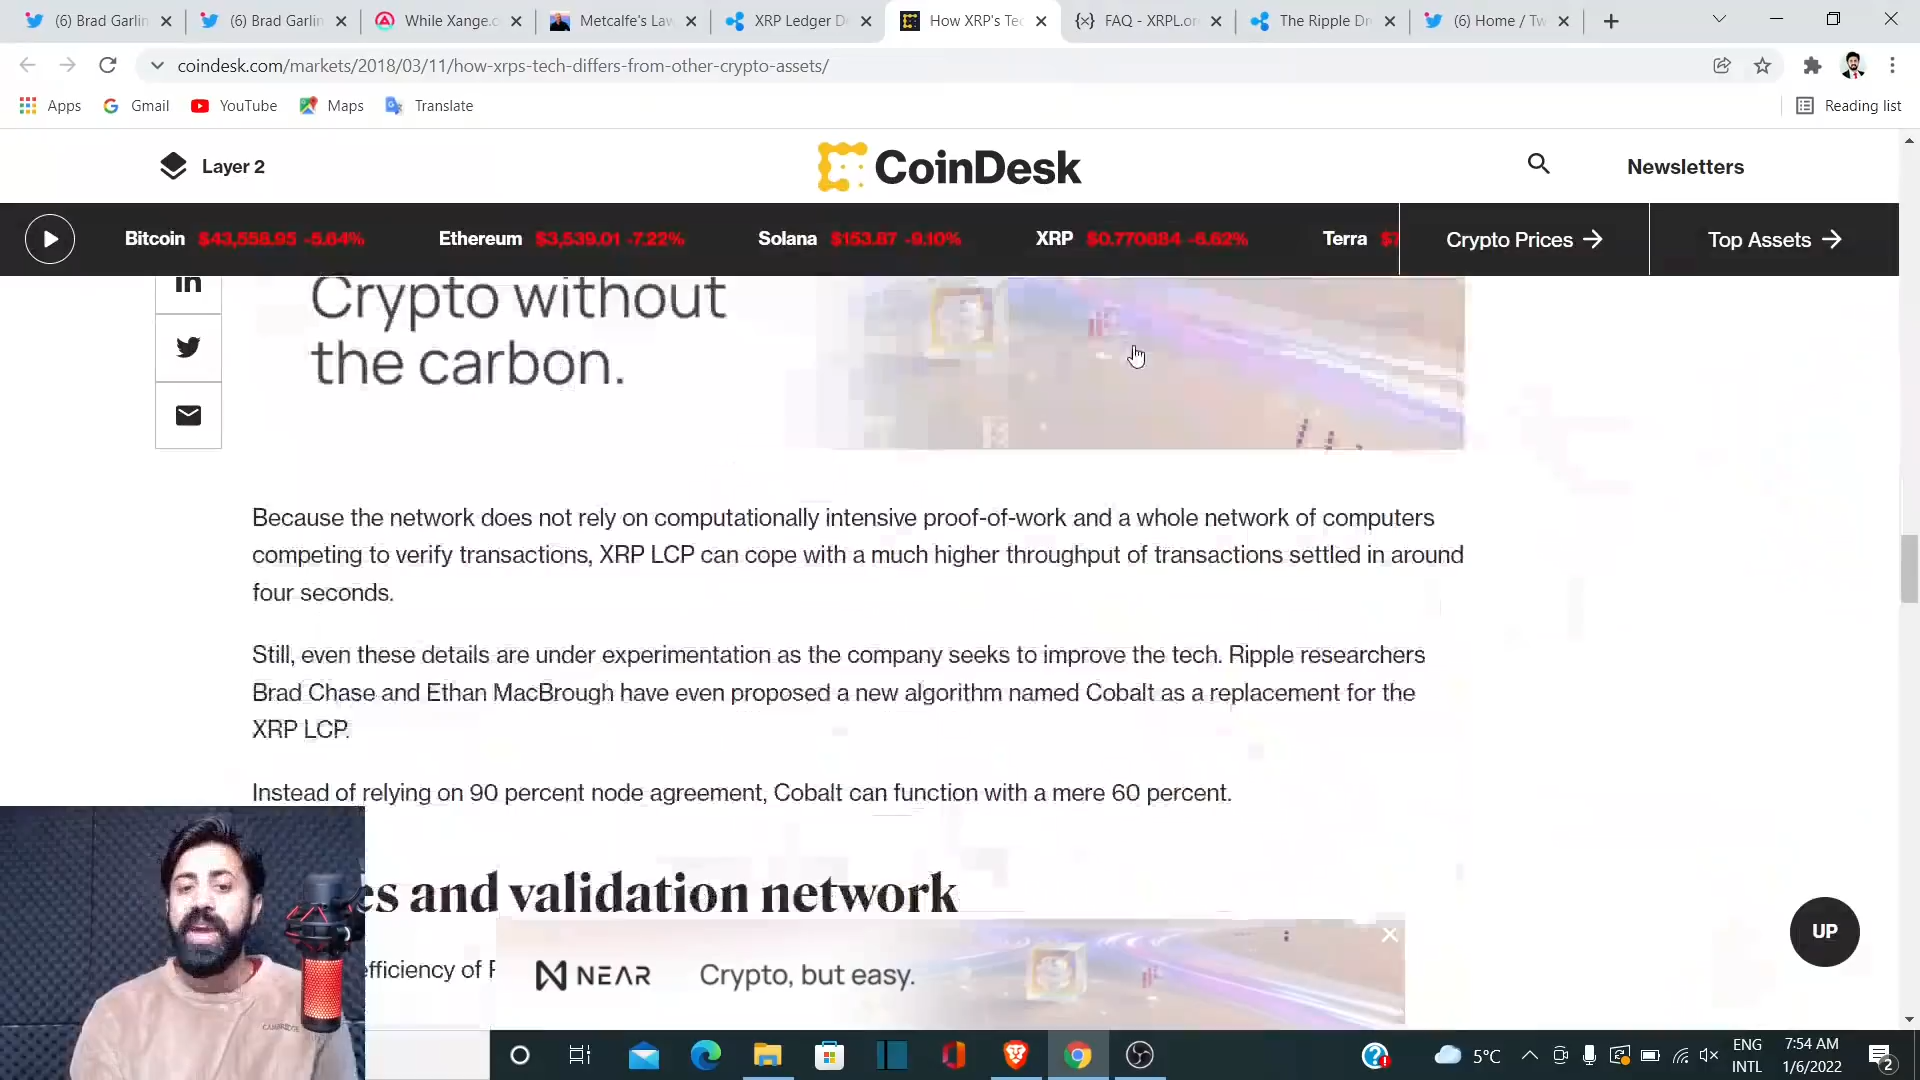 (6) Brad Garlin
(6) Brad Garlin
While Xange.c
Metcalfe's Law
XRP Ledger D
How XRP's Tec
FAQ - XRPL.or
The Ripple Dr
(6) Home / Tw
coindesk.com/markets/2018/03/11/how-xrps-tech-differs-from-other-crypto-assets/
Apps
Gmail
YouTube
Maps
Translate
Reading list
Layer 2
CoinDesk
Newsletters
Bitcoin $43,558.95 -5.64%
Ethereum $3,539.01 -7.22%
Solana $153.87 -9.10%
XRP $0.770884 -6.62%
Terra $7
Crypto Prices →
Top Assets →
in
Crypto without
the carbon.
Because the network does not rely on computationally intensive proof-of-work and a whole network of computers
competing to verify transactions, XRP LCP can cope with a much higher throughput of transactions settled in around
four seconds.
Still, even these details are under experimentation as the company seeks to improve the tech. Ripple researchers
Brad Chase and Ethan MacBrough have even proposed a new algorithm named Cobalt as a replacement for the
XRP LCP.
Instead of relying on 90 percent node agreement, Cobalt can function with a mere 60 percent.
es and validation network
fficiency of
NEAR
Crypto, but easy.
UP
5°C
ENG
INTL
7:54 AM
1/6/2022
2